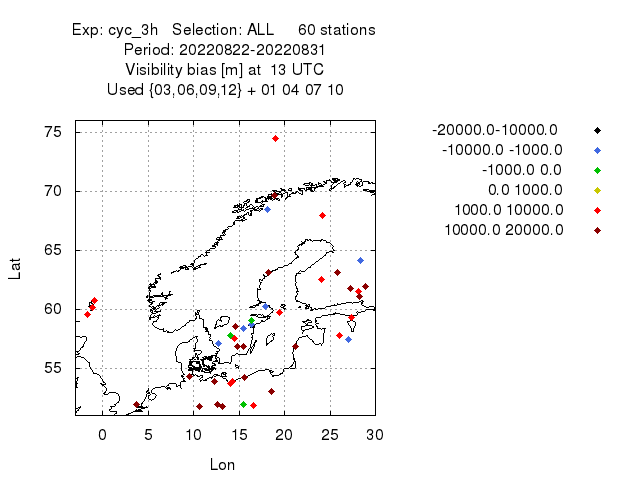 Exp: cyc_3h   Selection: ALL     60 stations
Period: 20220822-20220831
Visibility bias [m] at  13 UTC
Used {03,06,09,12} + 01 04 07 10
-20000.0-10000.0
-10000.0 -1000.0
-1000.0 0.0
0.0 1000.0
1000.0 10000.0
10000.0 20000.0
75
70
65
60
55
Lat
0 5 10 15 20 25 30
Lon